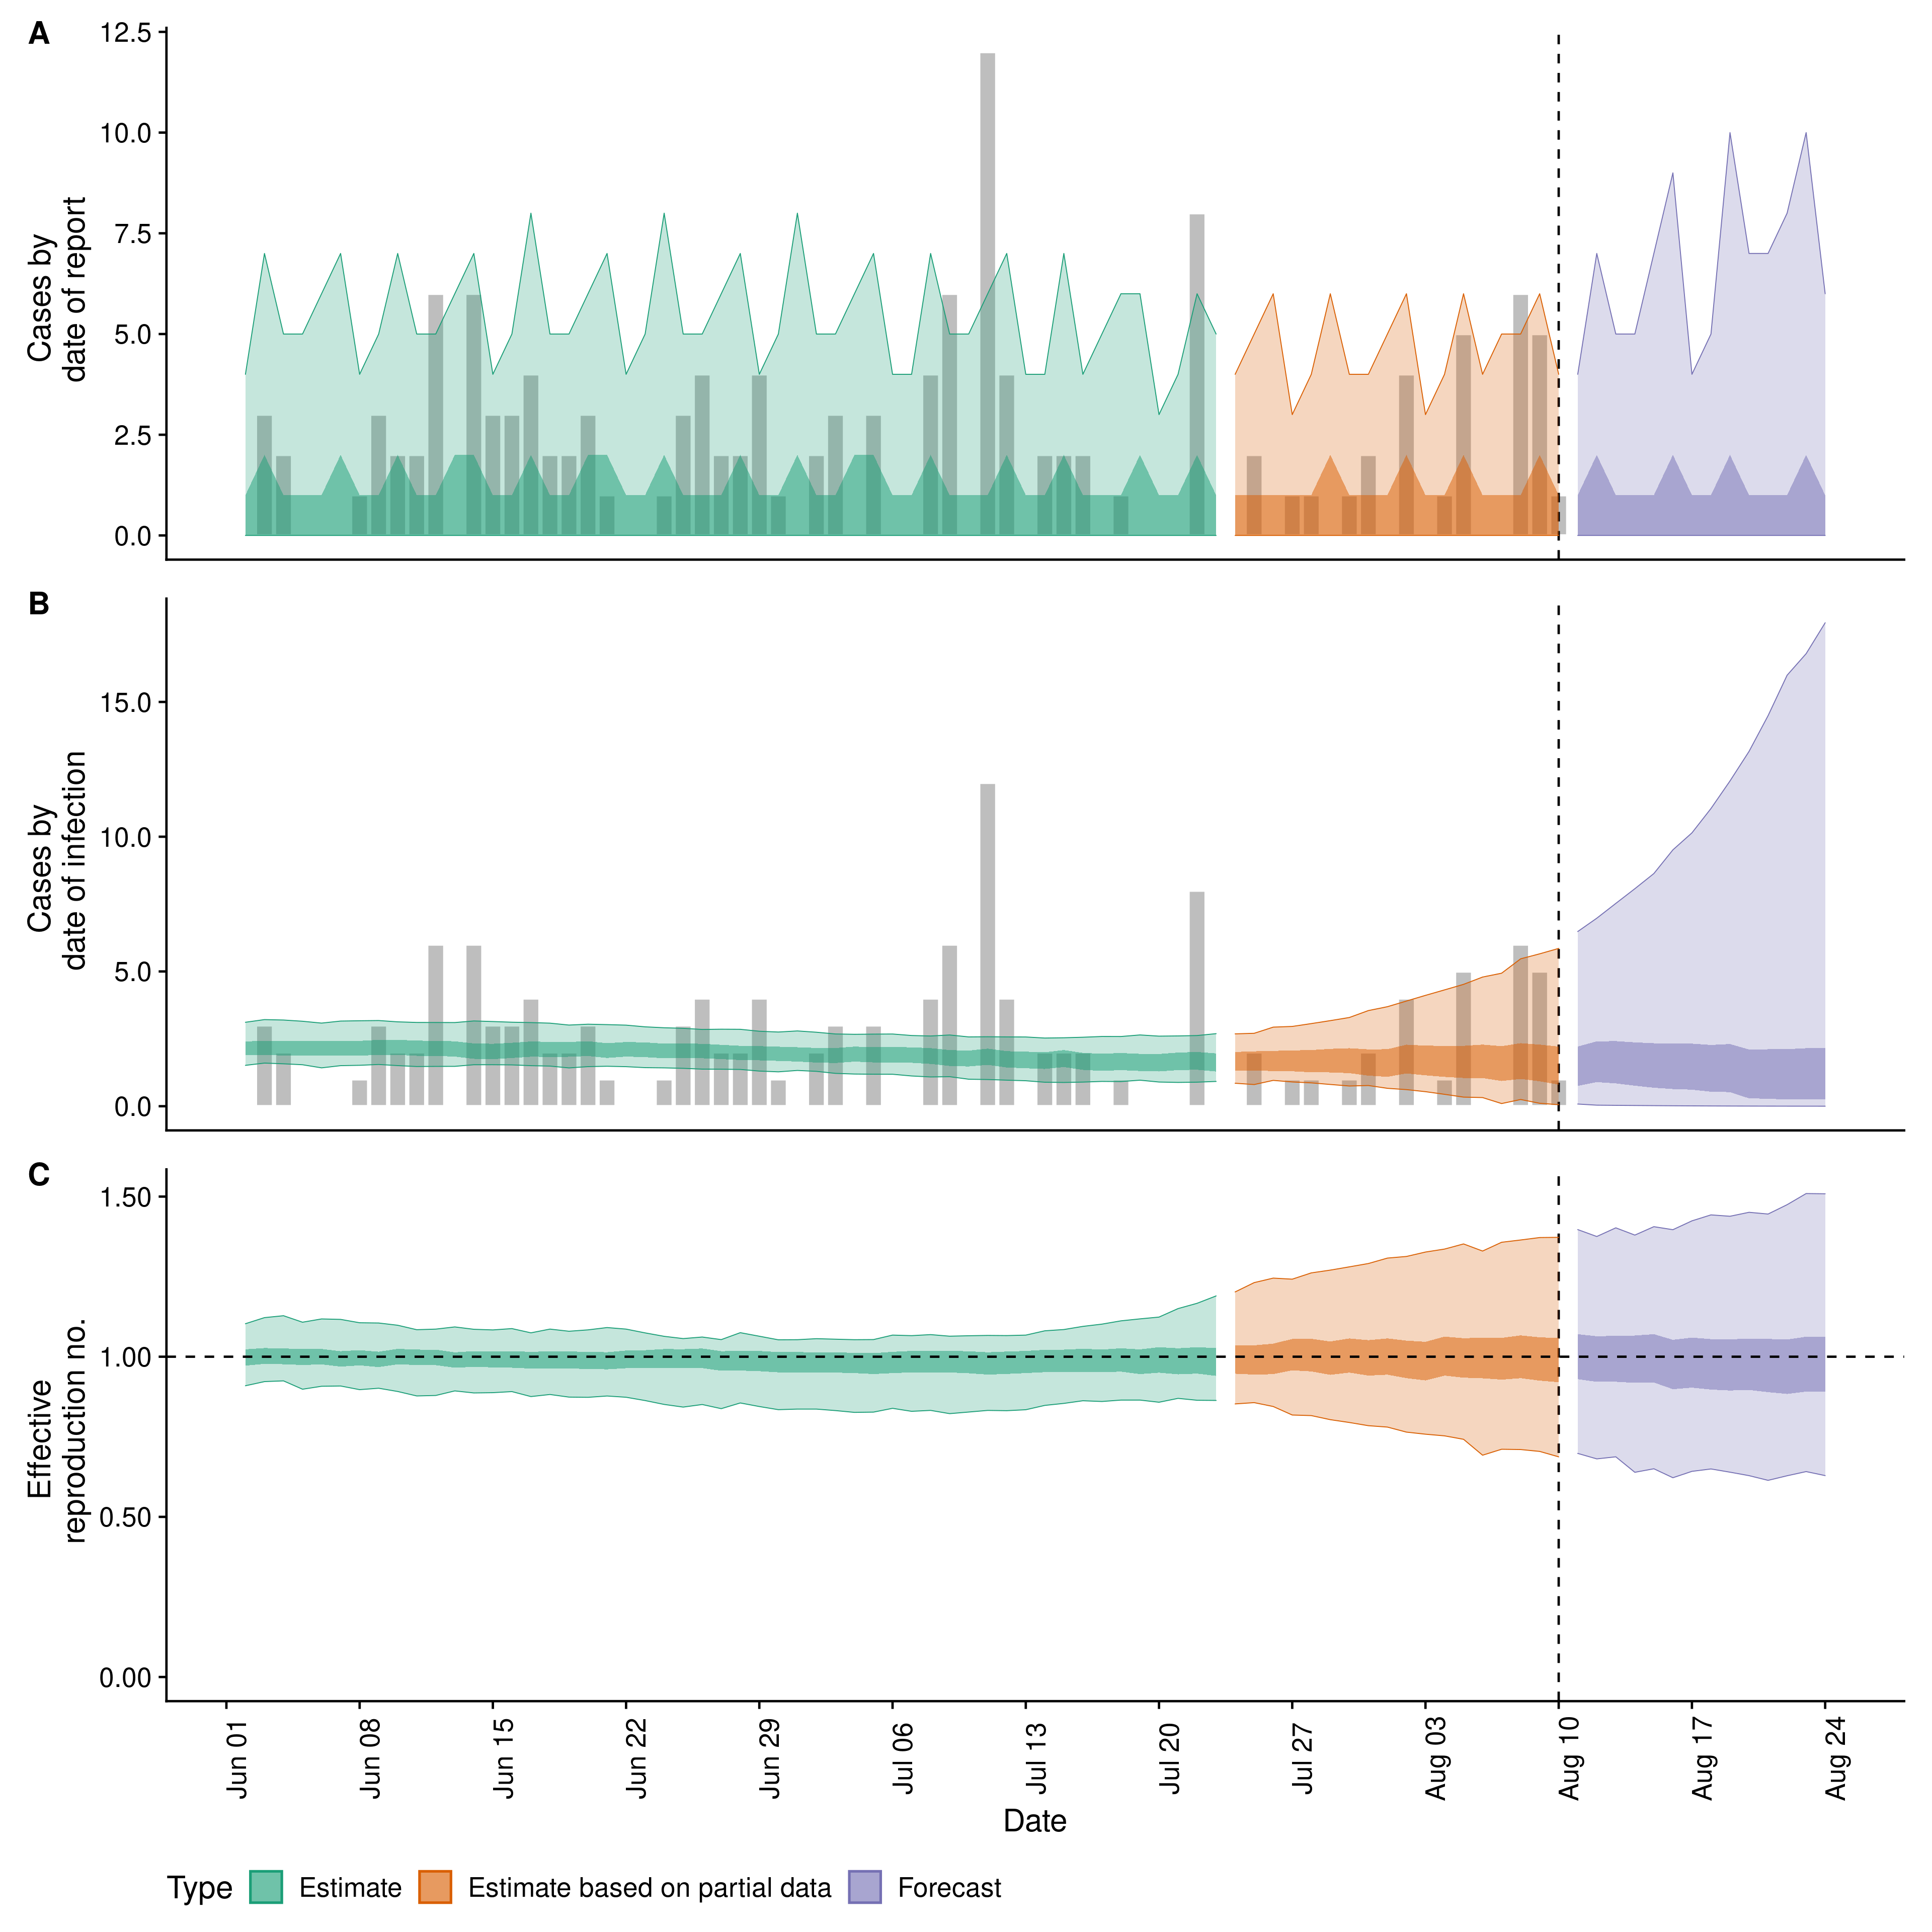 A
12.5
10.0
7.5
5.0
2.5
0.0
Cases by
date of report
B
15.0
10.0
5.0
0.0
Cases by
date of infection
C
1.50
1.00
0.50
0.00
Effective
reproduction no.
Jun 01
Jun 08
Jun 15
Jun 22
Jun 29
Jul 06
Jul 13
Jul 20
Jul 27
Aug 03
Aug 10
Aug 17
Aug 24
Date
Type Estimate Estimate based on partial data Forecast